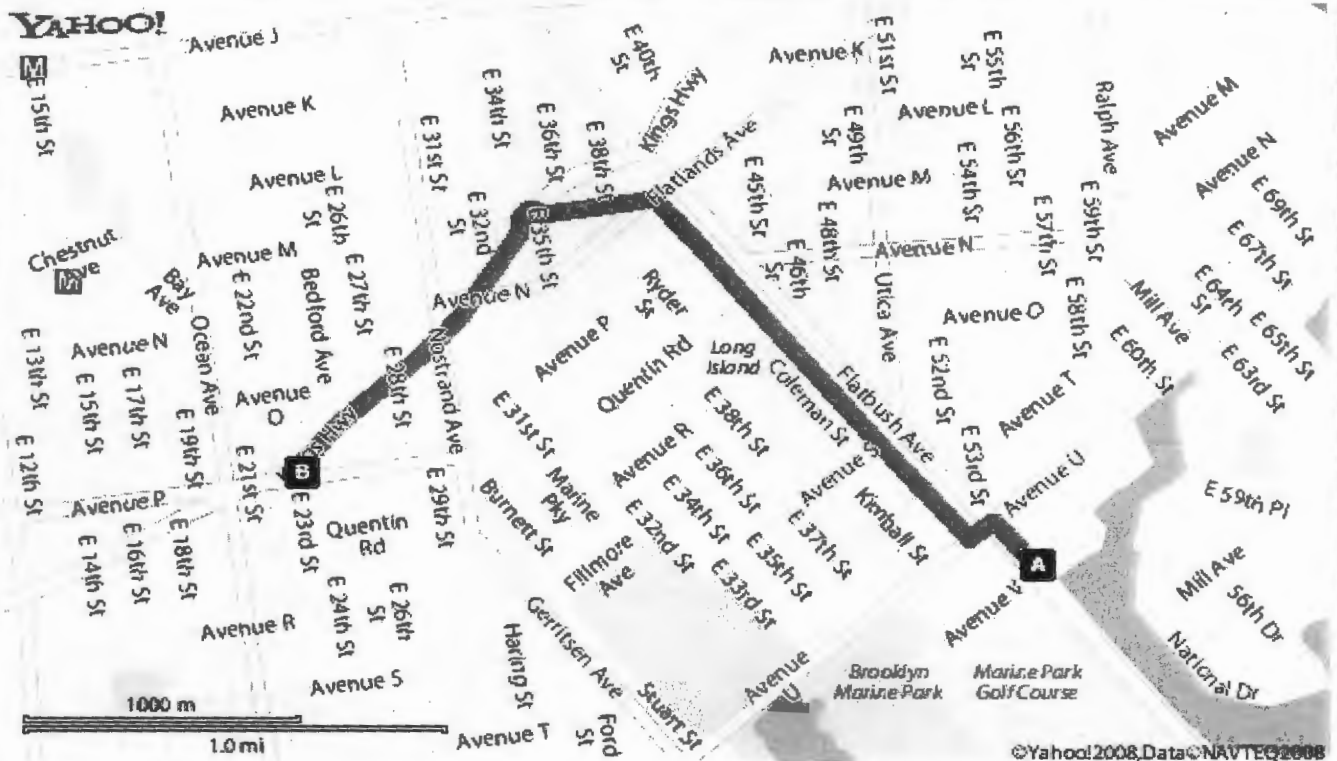 YAHOO!
Avenue J
M
E 15th St
Avenue K
Avenue L
E 31st St
E 34th St
E 36th St
E 38th St
E 40th St
Kings Hwy
Flatlands Ave
Avenue K
E 51st St
E 55th St
Avenue L
E 49th St
E 56th St
Ralph Ave
Avenue M
Avenue N
E 69th St
E 67th St
E 65th St
E 64th St
E 63rd St
Mill Ave
E 60th St
E 59th St
E 58th St
E 57th St
E 54th St
Avenue M
E 45th St
E 48th St
E 46th St
Avenue N
Utica Ave
Avenue O
E 52nd St
E 53rd St
Avenue T
Avenue U
E 32nd St
E 35th St
Avenue N
Chestnut Ave
Bay Ave
Avenue M
E 26th St
E 27th St
Bedford Ave
E 22nd St
Ocean Ave
E 13th St
Avenue N
E 15th St
E 17th St
E 19th St
Avenue O
E 28th St
Nostrand Ave
Ryder St
Avenue P
Quentin Rd
Long Island
Coleman St
Flatbush Ave
E 12th St
Avenue P
E 14th St
E 16th St
E 18th St
E 21st St
B
E 23rd St
Quentin Rd
E 29th St
E 31st St
Marine Pky
Burnett St
Avenue R
E 38th St
E 36th St
E 34th St
E 32nd St
Fillmore Ave
E 33rd St
E 35th St
E 37th St
Avenue S
Kimball St
A
Avenue V
E 59th Pl
Mill Ave
56th Dr
National Dr
E 24th St
E 26th St
Avenue R
Avenue S
Haring St
Gerritsen Ave
Stuart St
Avenue U
Brooklyn Marine Park
Marine Park Golf Course
Avenue T
Ford St
1000 m
1.0 mi
©Yahoo!2008,Data©NAVTEQ2008